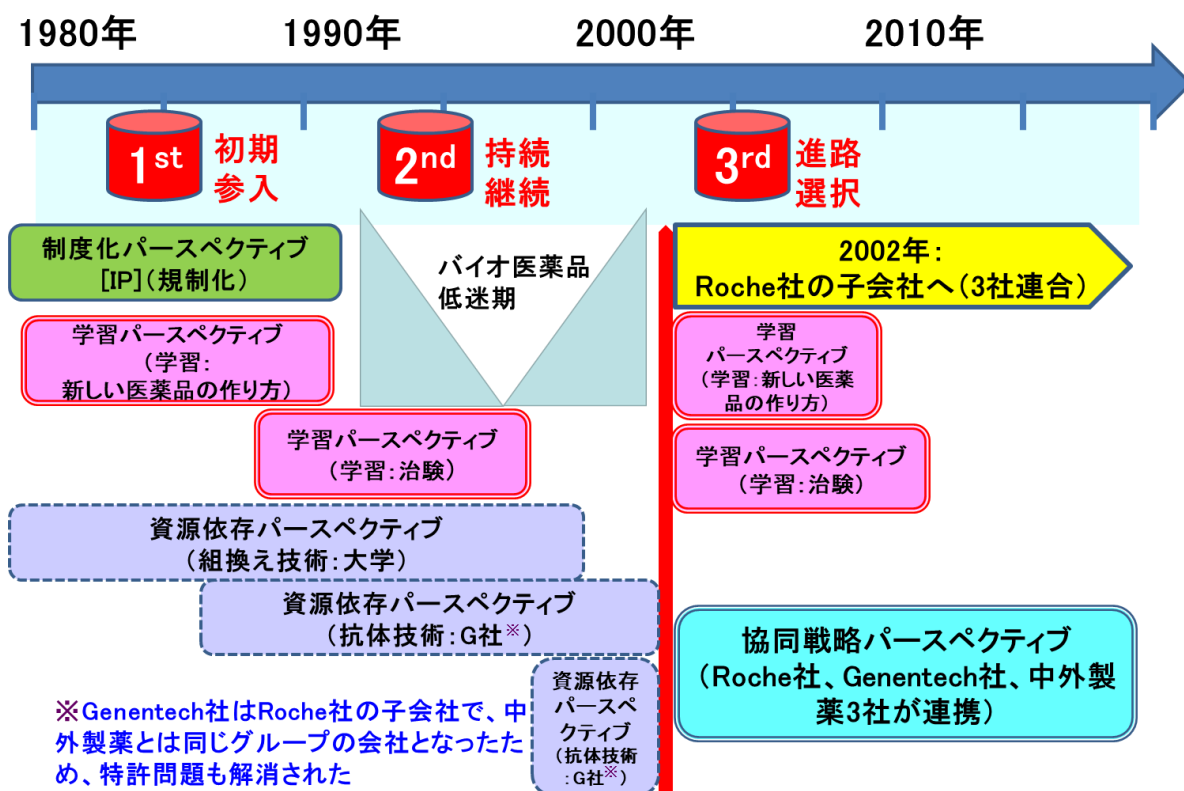 1980年 1990年 2000年 2010年
1st 初期
参入
2nd 持続
継続
3rd 進路
選択
制度化パースペクティブ
[IP](規制化)
学習パースペクティブ
(学習:
新しい医薬品の作り方)
バイオ医薬品
低迷期
2002年:
Roche社の子会社へ(3社連合)
学習
パースペクティブ
(学習:新しい医薬
品の作り方)
学習パースペクティブ
(学習:治験)
学習パースペクティブ
(学習:治験)
資源依存パースペクティブ
(組換え技術:大学)
資源依存パースペクティブ
(抗体技術:G社※)
資源依存
パースペ
クティブ
(抗体技術
:G社※)
協同戦略パースペクティブ
(Roche社、Genentech社、中外製
薬3社が連携)
※Genentech社はRoche社の子会社で、中
外製薬とは同じグループの会社となったた
め、特許問題も解消された